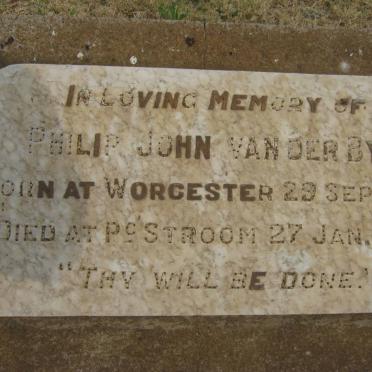 IN LOVING MEMORY OF
PHILIP JOHN VAN DER BY
BORN AT WORCESTER 29 SEP
DIED AT PO'STROOM 27 JAN.
"THY WILL BE DONE."